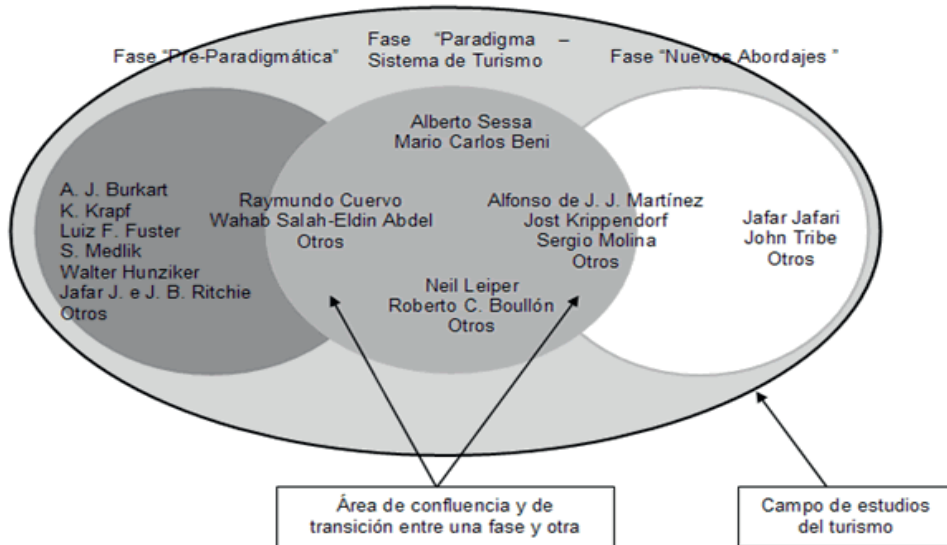 Fase "Pre-Paradigmática"
Fase "Paradigma –
Sistema de Turismo
Fase "Nuevos Abordajes "
Alberto Sessa
Mario Carlos Beni
A. J. Burkart
K. Krapf
Luiz F. Fuster
S. Medlik
Walter Hunziker
Jafar J. e J. B. Ritchie
Otros
Raymundo Cuervo
Wahab Salah-Eldin Abdel
Otros
Alfonso de J. J. Martínez
Jost Krippendorf
Sergio Molina
Otros
Jafar Jafari
John Tribe
Otros
Neil Leiper
Roberto C. Boullón
Otros
Área de confluencia y de
transición entre una fase y otra
Campo de estudios
del turismo